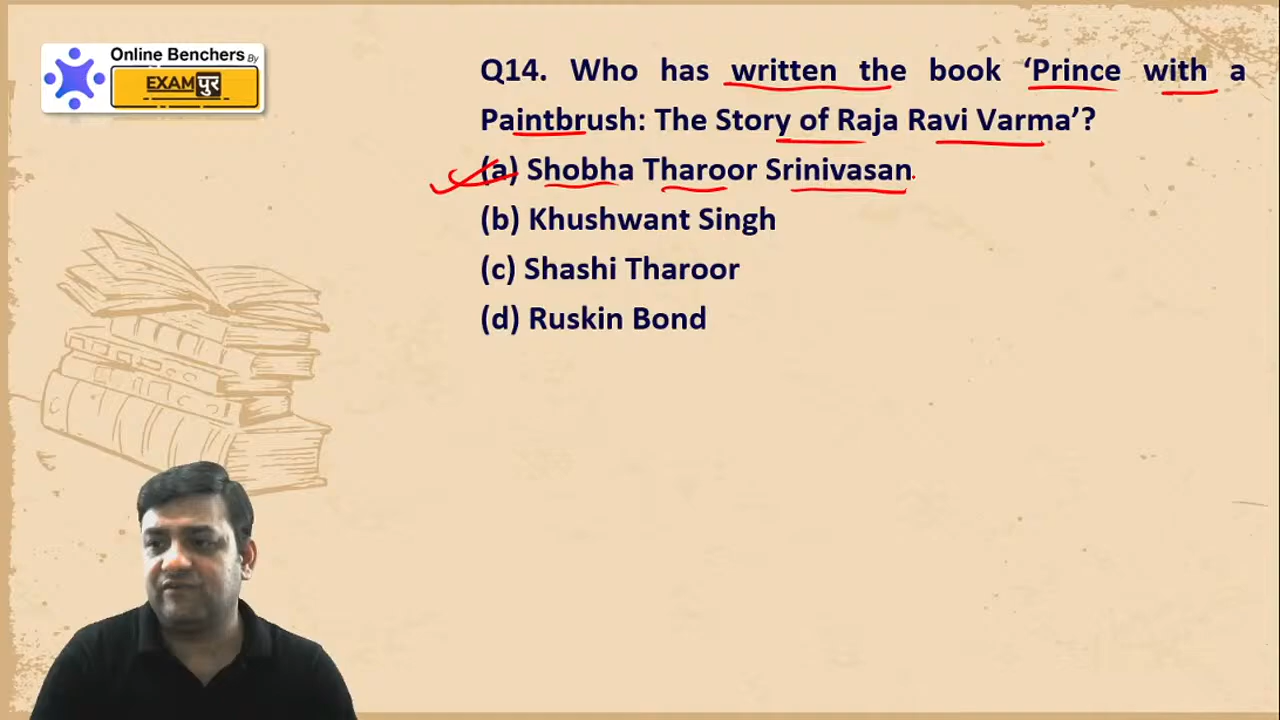 Online Benchers By
EXAM पुर
Q14. Who has written the book ‘Prince with a
Paintbrush: The Story of Raja Ravi Varma’?
(a) Shobha Tharoor Srinivasan
(b) Khushwant Singh
(c) Shashi Tharoor
(d) Ruskin Bond